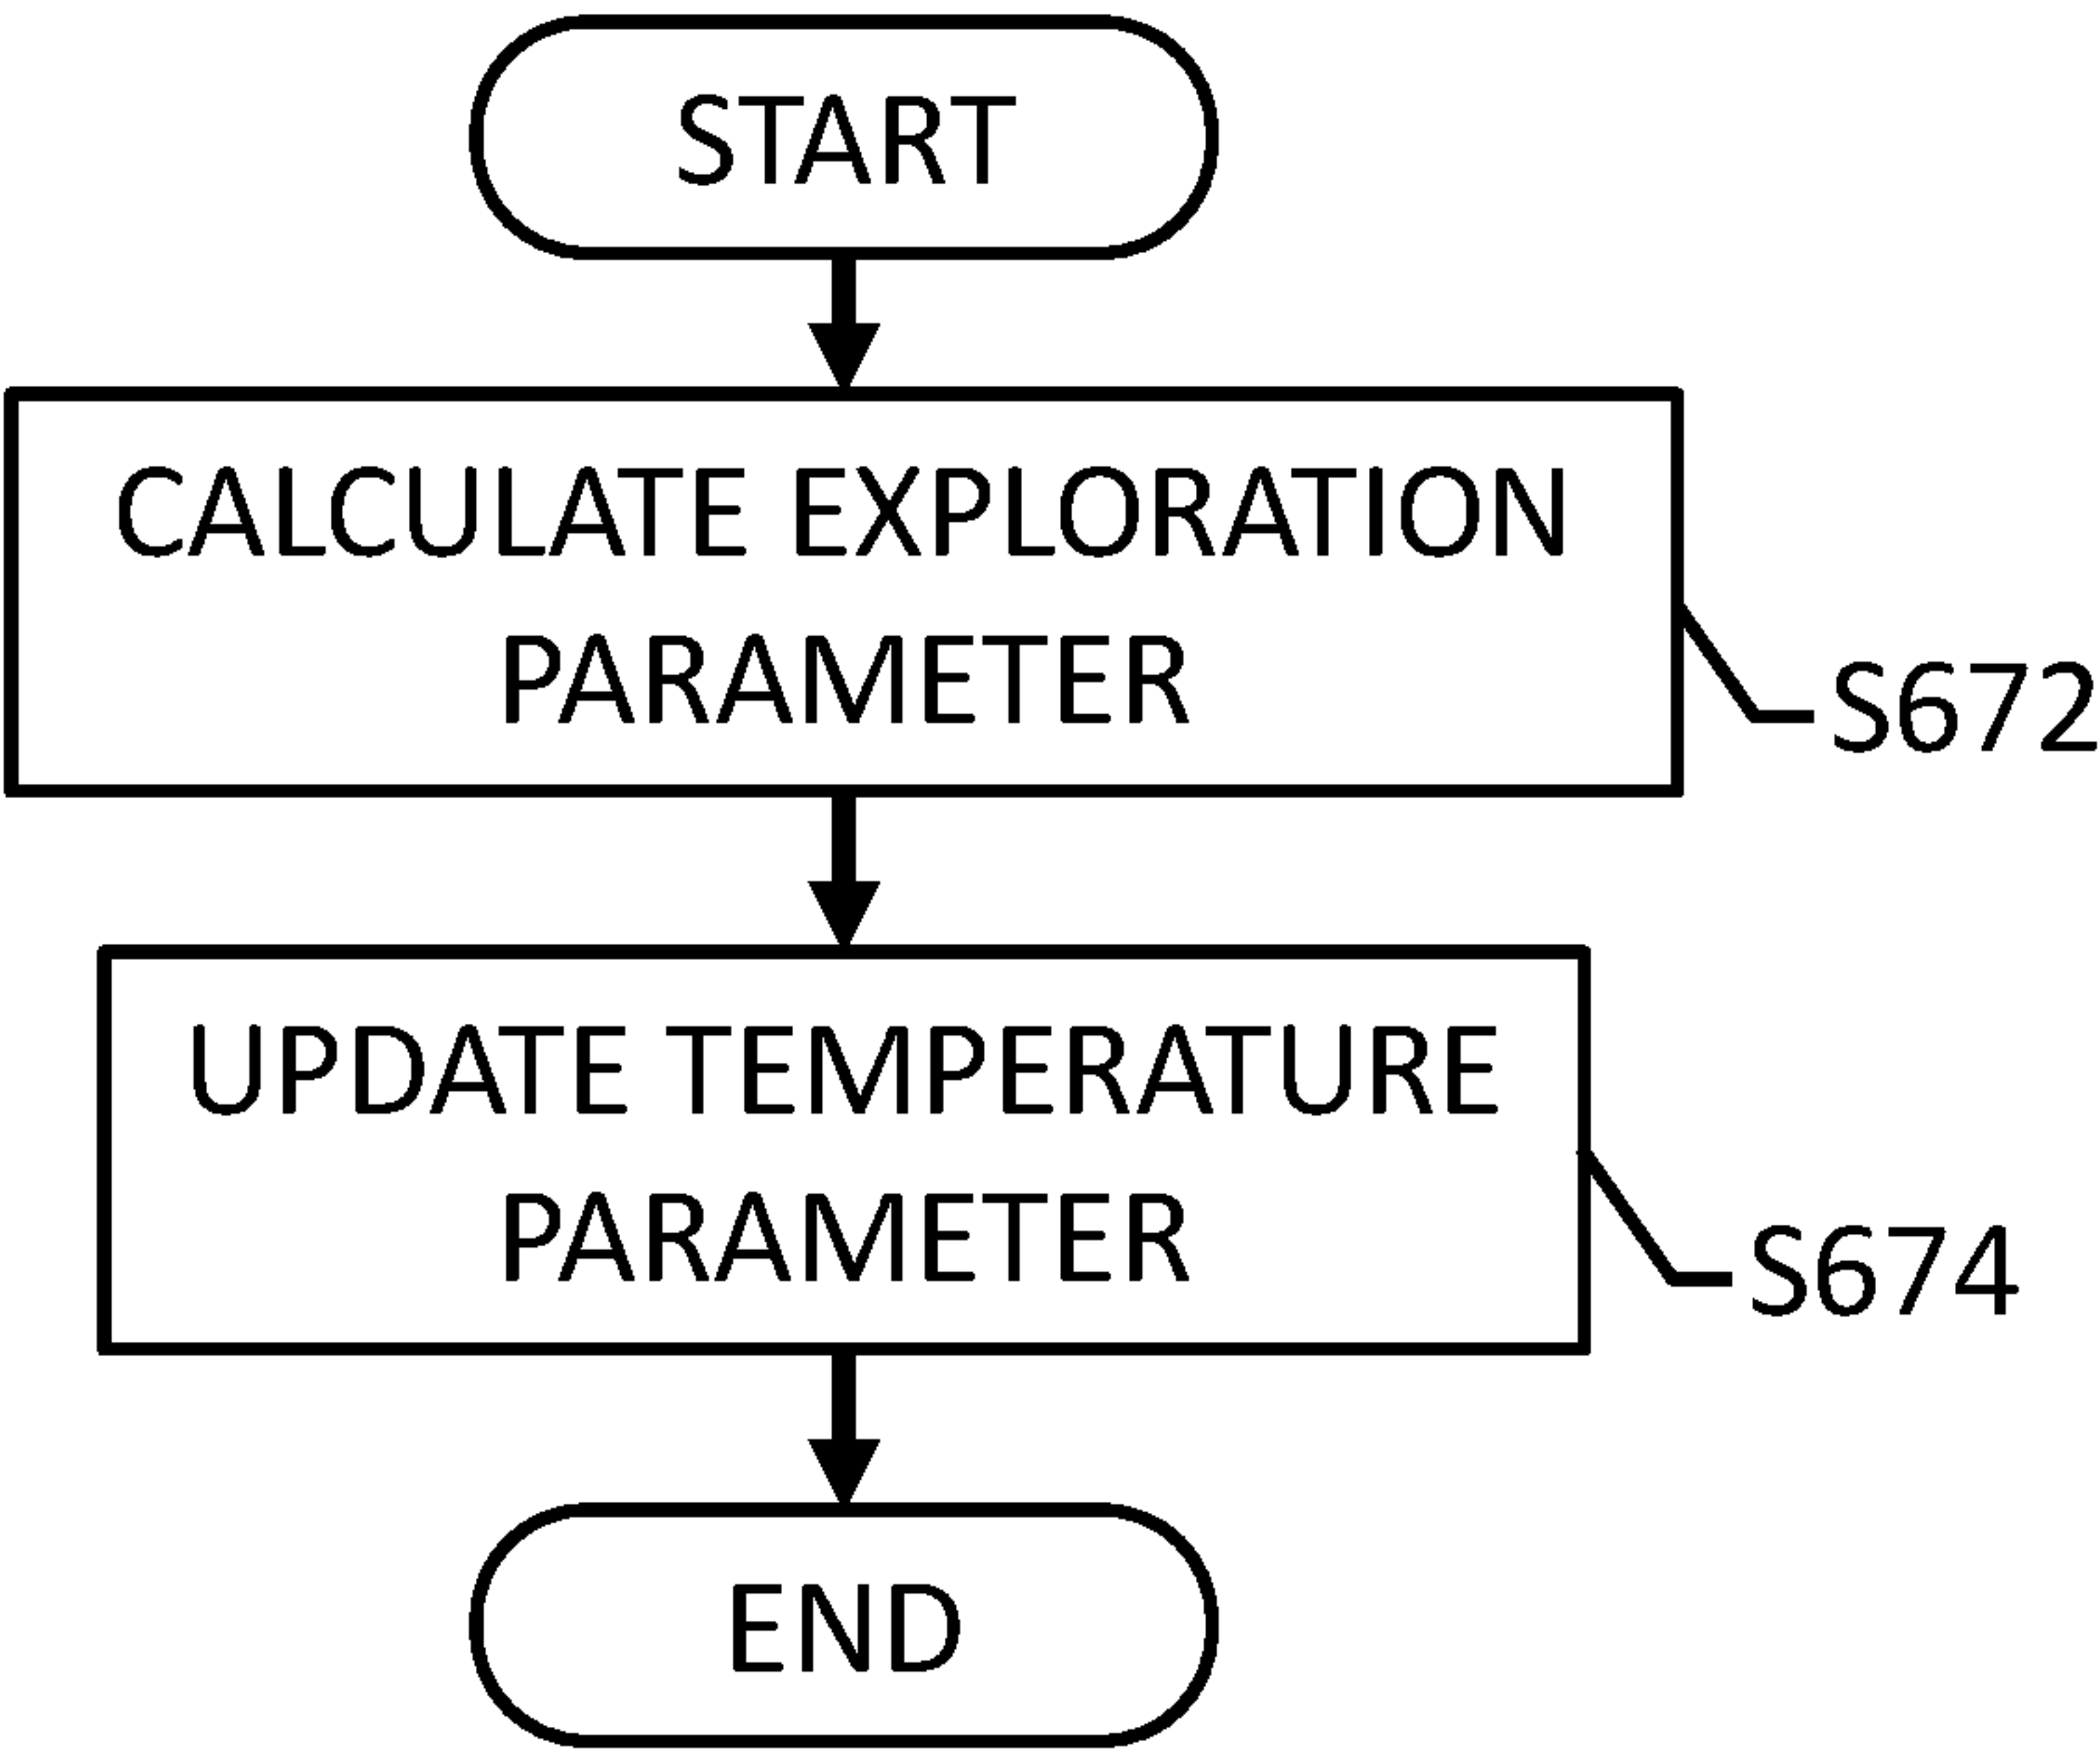 START
CALCULATE EXPLORATION
PARAMETER
S672
UPDATE TEMPERATURE
PARAMETER
S674
END